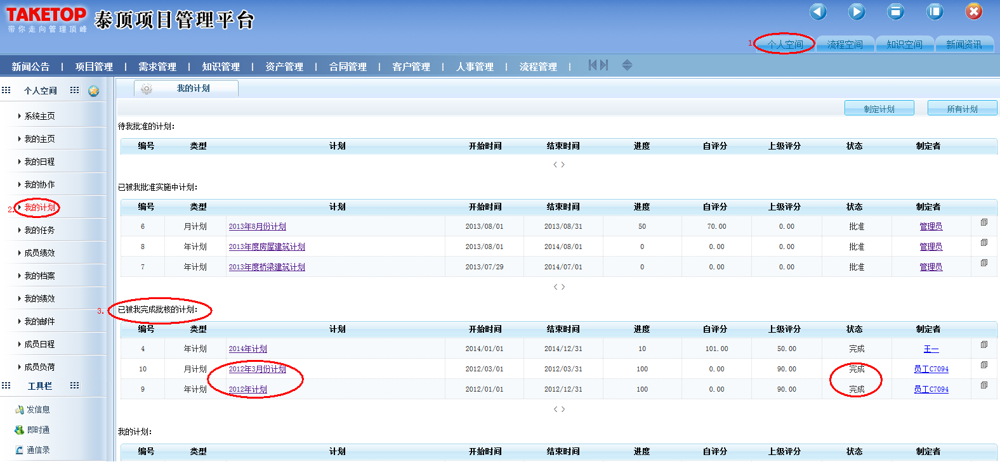 TAKETOP 泰顶项目管理平台
带你走向管理顶峰
1 个人空间 流程空间 知识空间 新闻资讯
新闻公告 | 项目管理 | 需求管理 | 知识管理 | 资产管理 | 合同管理 | 客户管理 | 人事管理 | 流程管理 |
个人空间
系统主页
我的主页
我的日程
我的协作
2. 我的计划
我的任务
成员绩效
我的档案
我的绩效
我的邮件
成员日程
成员负荷
工具栏
发信息
即时通
通信录
我的计划
制定计划 所有计划
待我批准的计划：
编号 类型 计划 开始时间 结束时间 进度 自评分 上级评分 状态 制定者
< >
已被我批准实施中计划：
编号 类型 计划 开始时间 结束时间 进度 自评分 上级评分 状态 制定者
6 月计划 2013年8月份计划 2013/08/01 2013/08/31 50 70.00 0.00 批准 管理员
8 年计划 2013年度房屋建筑计划 2013/08/01 2014/08/01 0 0.00 0.00 批准 管理员
7 年计划 2013年度桥梁建筑计划 2013/07/29 2014/07/01 0 0.00 0.00 批准 管理员
< >
3. 已被我完成批核的计划：
编号 类型 计划 开始时间 结束时间 进度 自评分 上级评分 状态 制定者
4 年计划 2014年计划 2014/01/01 2014/12/31 10 101.00 50.00 完成 王一
10 月计划 2012年3月份计划 2012/03/01 2012/03/31 100 0.00 90.00 完成 员工C7094
9 年计划 2012年计划 2012/01/01 2012/12/31 100 0.00 90.00 完成 员工C7094
< >
我的计划：
编号 类型 计划 开始时间 结束时间 进度 自评分 上级评分 状态 制定者